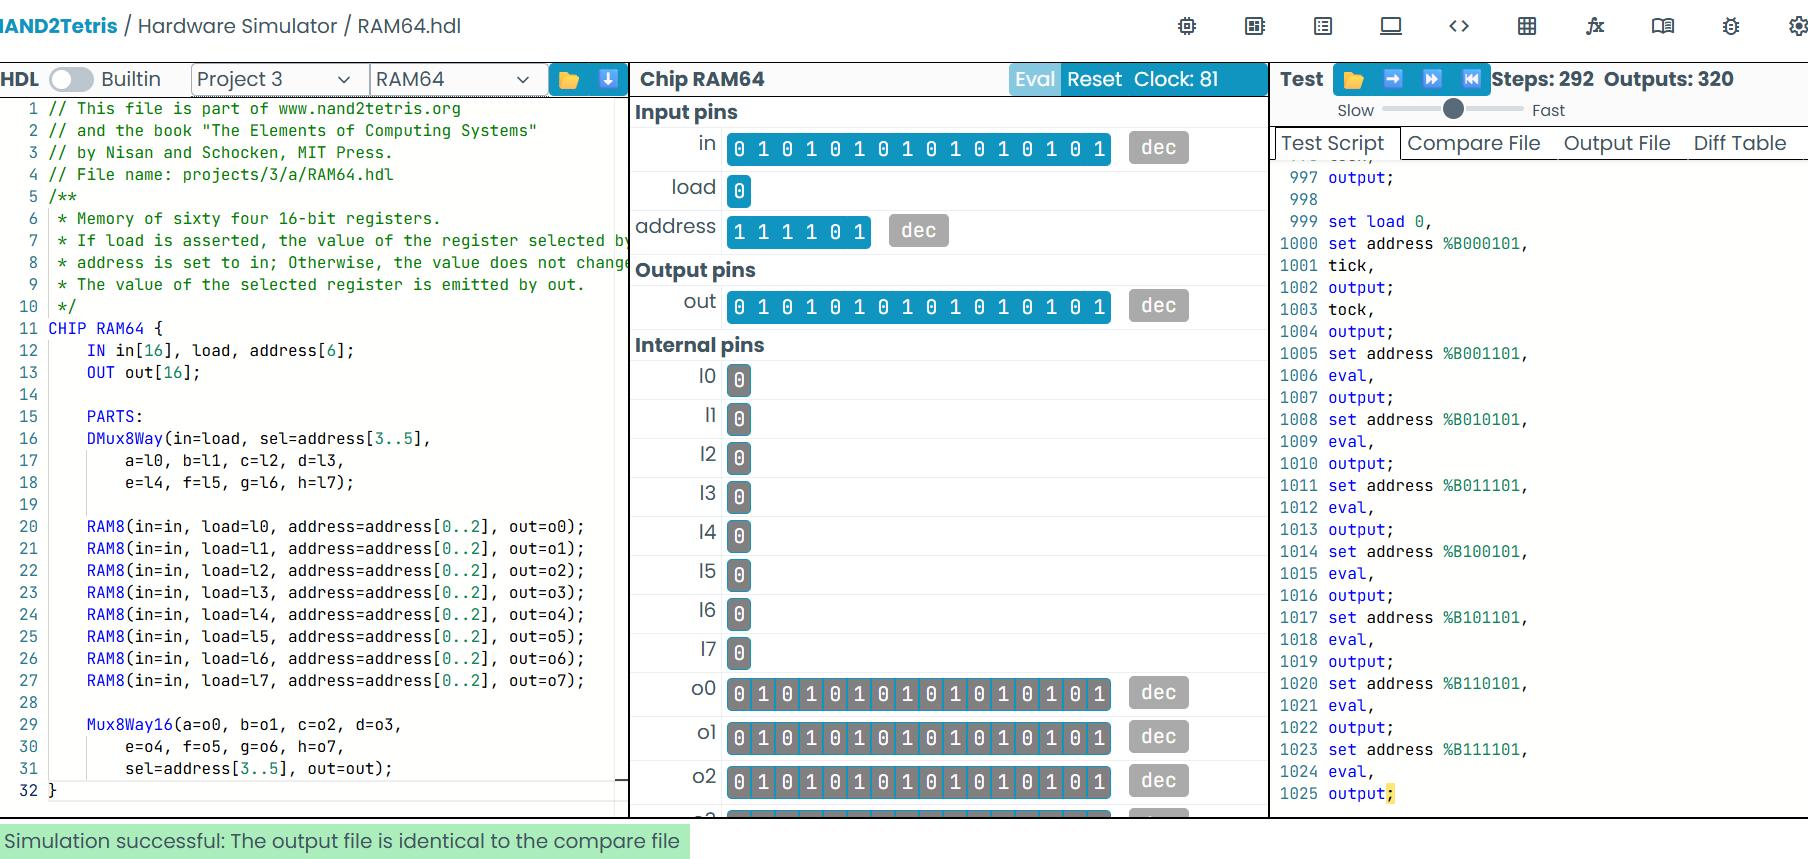 NAND2Tetris / Hardware Simulator / RAM64.hdl
HDL Builtin Project 3 RAM64
1 // This file is part of www.nand2tetris.org
2 // and the book "The Elements of Computing Systems"
3 // by Nisan and Schocken, MIT Press.
4 // File name: projects/3/a/RAM64.hdl
5 /**
6 * Memory of sixty four 16-bit registers.
7 * If load is asserted, the value of the register selected by
8 * address is set to in; Otherwise, the value does not change
9 * The value of the selected register is emitted by out.
10 */
11 CHIP RAM64 {
12 IN in[16], load, address[6];
13 OUT out[16];
14
15 PARTS:
16 DMux8Way(in=load, sel=address[3..5],
17 a=l0, b=l1, c=l2, d=l3,
18 e=l4, f=l5, g=l6, h=l7);
19
20 RAM8(in=in, load=l0, address=address[0..2], out=o0);
21 RAM8(in=in, load=l1, address=address[0..2], out=o1);
22 RAM8(in=in, load=l2, address=address[0..2], out=o2);
23 RAM8(in=in, load=l3, address=address[0..2], out=o3);
24 RAM8(in=in, load=l4, address=address[0..2], out=o4);
25 RAM8(in=in, load=l5, address=address[0..2], out=o5);
26 RAM8(in=in, load=l6, address=address[0..2], out=o6);
27 RAM8(in=in, load=l7, address=address[0..2], out=o7);
28
29 Mux8Way16(a=o0, b=o1, c=o2, d=o3,
30 e=o4, f=o5, g=o6, h=o7,
31 sel=address[3..5], out=out);
32 }
Chip RAM64 Eval Reset Clock: 81
Input pins
in 0 1 0 1 0 1 0 1 0 1 0 1 0 1 0 1 dec
load 0
address 1 1 1 1 0 1 dec
Output pins
out 0 1 0 1 0 1 0 1 0 1 0 1 0 1 0 1 dec
Internal pins
l0 0
l1 0
l2 0
l3 0
l4 0
l5 0
l6 0
l7 0
o0 0 1 0 1 0 1 0 1 0 1 0 1 0 1 0 1 dec
o1 0 1 0 1 0 1 0 1 0 1 0 1 0 1 0 1 dec
o2 0 1 0 1 0 1 0 1 0 1 0 1 0 1 0 1 dec
Test Steps: 292 Outputs: 320
Slow Fast
Test Script Compare File Output File Diff Table
997 output;
998
999 set load 0,
1000 set address %B000101,
1001 tick,
1002 output;
1003 tock,
1004 output;
1005 set address %B001101,
1006 eval,
1007 output;
1008 set address %B010101,
1009 eval,
1010 output;
1011 set address %B011101,
1012 eval,
1013 output;
1014 set address %B100101,
1015 eval,
1016 output;
1017 set address %B101101,
1018 eval,
1019 output;
1020 set address %B110101,
1021 eval,
1022 output;
1023 set address %B111101,
1024 eval,
1025 output;
Simulation successful: The output file is identical to the compare file